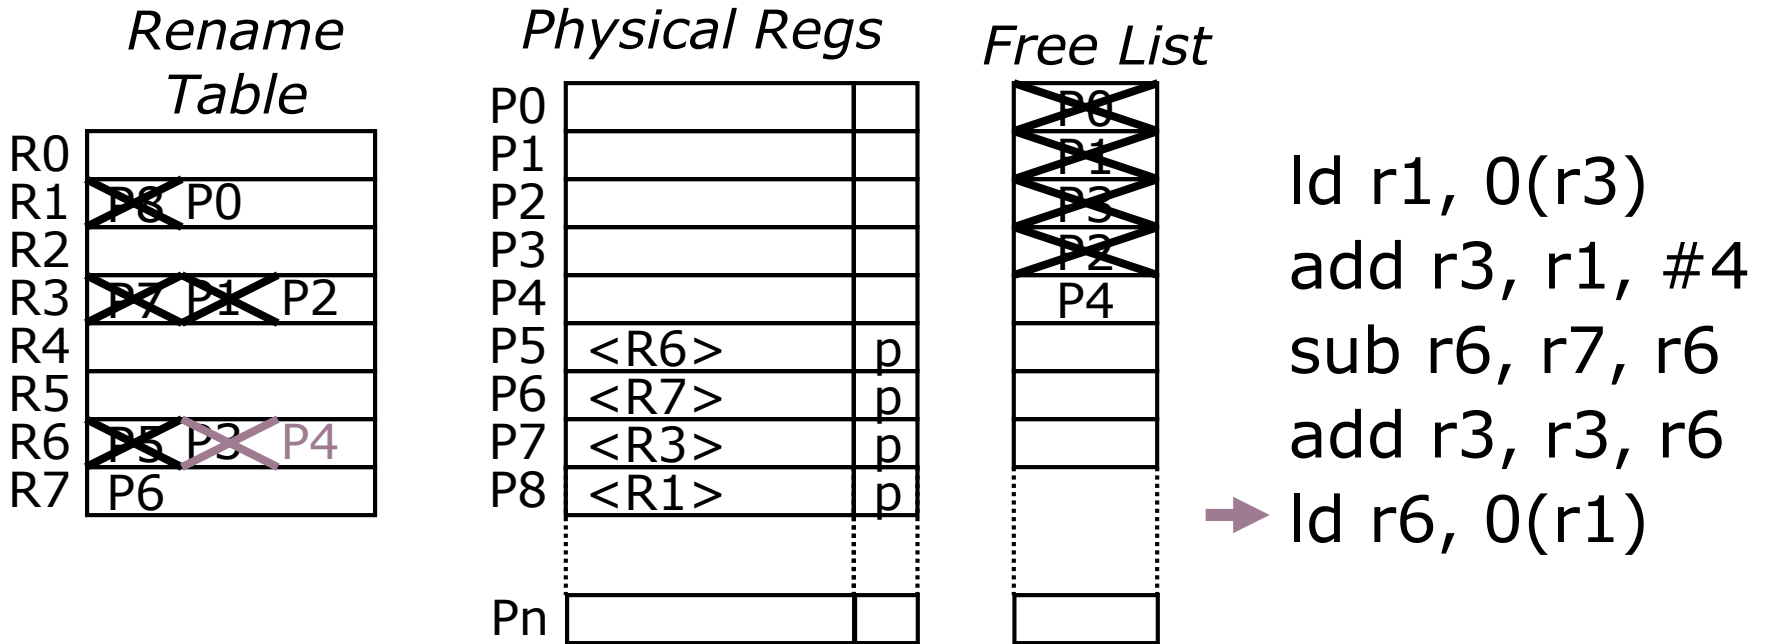 Rename
Table
R0
R1 P8 P0
R2
R3 P7 P1 P2
R4
R5
R6 P5 P3 P4
R7 P6
Physical Regs
P0
P1
P2
P3
P4
P5 <R6> p
P6 <R7> p
P7 <R3> p
P8 <R1> p
Pn
Free List
P0
P1
P3
P2
P4
ld r1, 0(r3)
add r3, r1, #4
sub r6, r7, r6
add r3, r3, r6
ld r6, 0(r1)